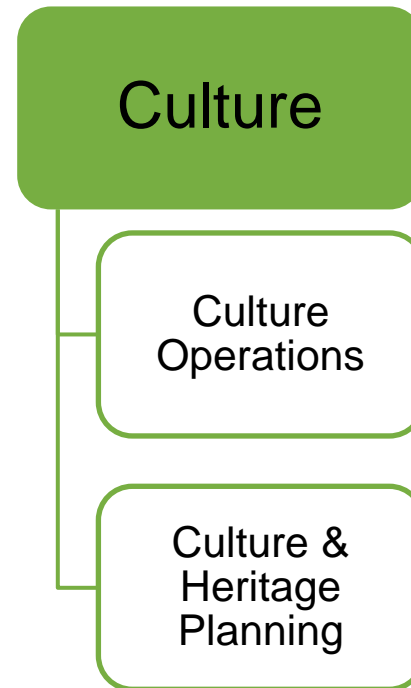 Culture
Culture
Operations
Culture &
Heritage
Planning